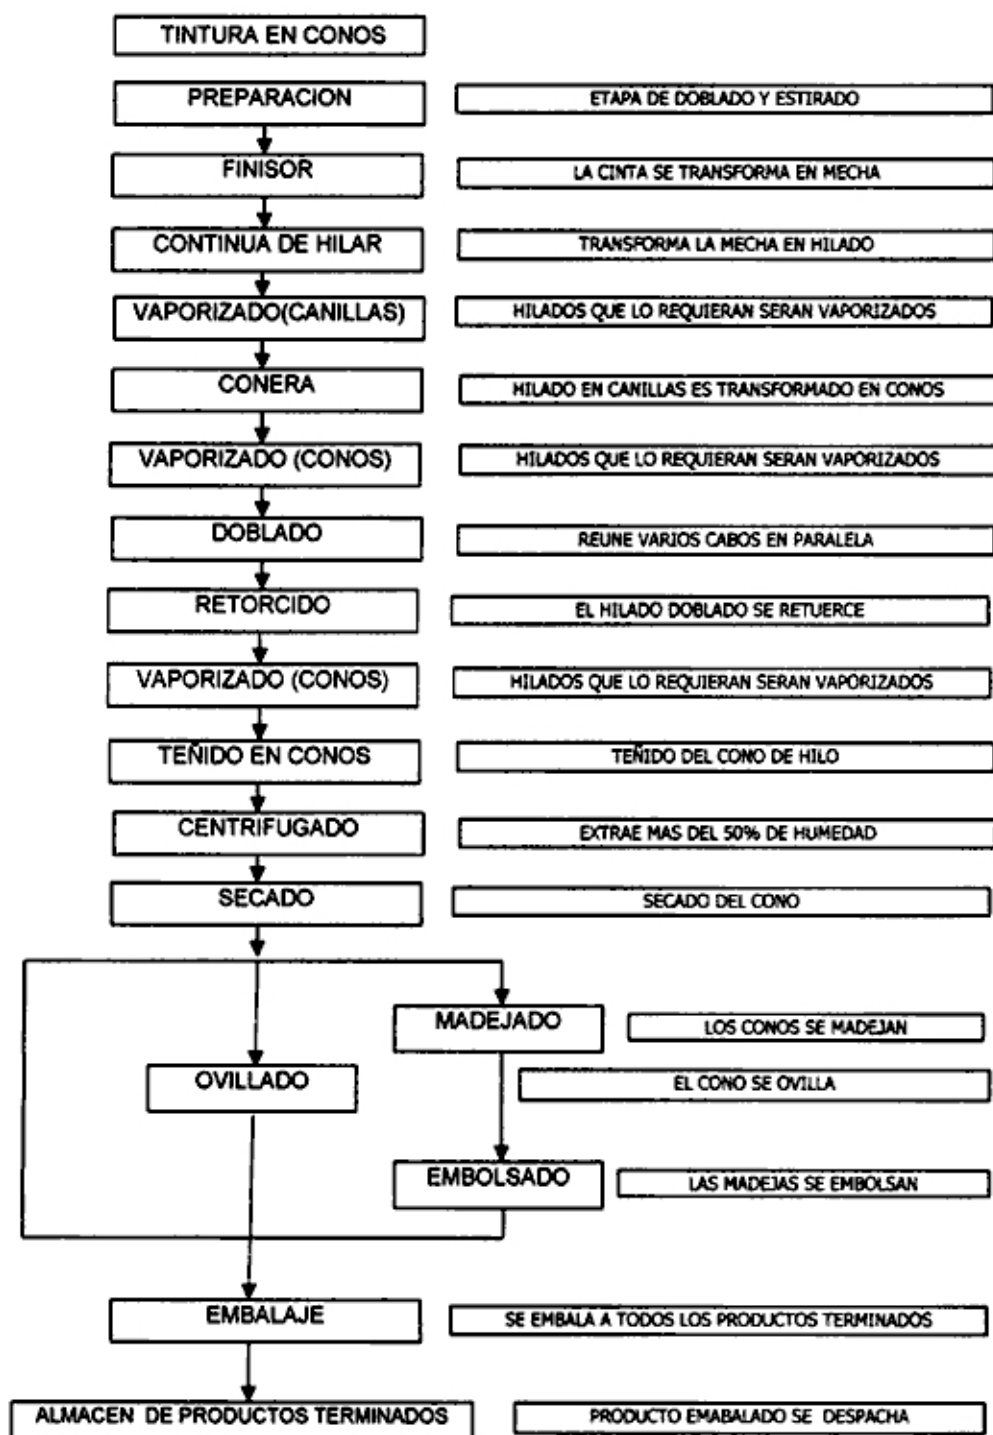 TINTURA EN CONOS
PREPARACION
ETAPA DE DOBLADO Y ESTIRADO
FINISOR
LA CINTA SE TRANSFORMA EN MECHA
CONTINUA DE HILAR
TRANSFORMA LA MECHA EN HILADO
VAPORIZADO(CANILLAS)
HILADOS QUE LO REQUIERAN SERAN VAPORIZADOS
CONERA
HILADO EN CANILLAS ES TRANSFORMADO EN CONOS
VAPORIZADO (CONOS)
HILADOS QUE LO REQUIERAN SERAN VAPORIZADOS
DOBLADO
REUNE VARIOS CABOS EN PARALELA
RETORCIDO
EL HILADO DOBLADO SE RETUERCE
VAPORIZADO (CONOS)
HILADOS QUE LO REQUIERAN SERAN VAPORIZADOS
TEÑIDO EN CONOS
TEÑIDO DEL CONO DE HILO
CENTRIFUGADO
EXTRAE MAS DEL 50% DE HUMEDAD
SECADO
SECADO DEL CONO
MADEJADO
LOS CONOS SE MADEJAN
OVILLADO
EL CONO SE OVILLA
EMBOLSADO
LAS MADEJAS SE EMBOLSAN
EMBALAJE
SE EMBALA A TODOS LOS PRODUCTOS TERMINADOS
ALMACEN DE PRODUCTOS TERMINADOS
PRODUCTO EMABALADO SE DESPACHA